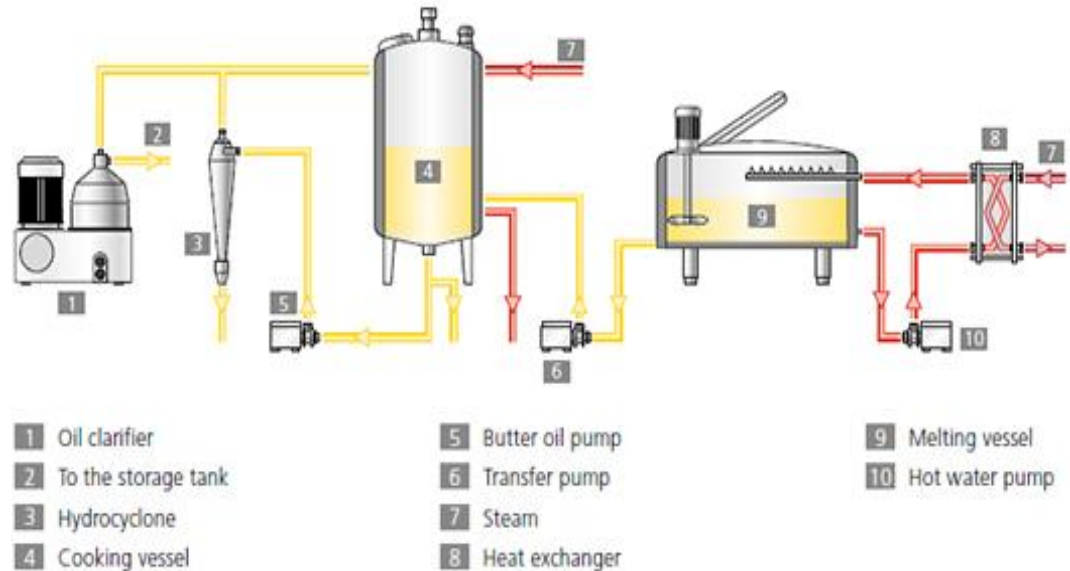 7
2
8
7
4
3
9
1
5
6
10
1 Oil clarifier
2 To the storage tank
3 Hydrocyclone
4 Cooking vessel
5 Butter oil pump
6 Transfer pump
7 Steam
8 Heat exchanger
9 Melting vessel
10 Hot water pump